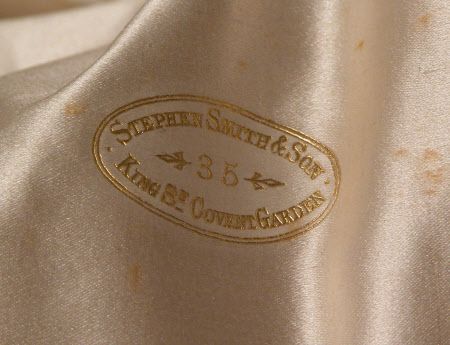 STEPHEN SMITH & SON
35
KING ST COVENT GARDEN